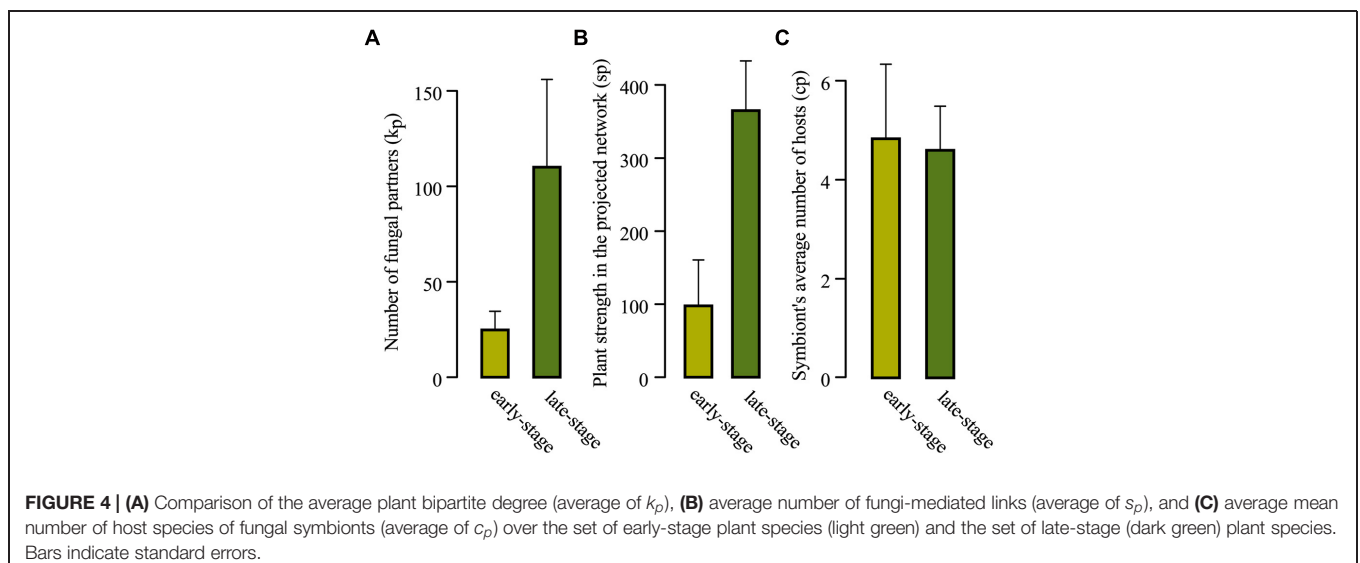 A
B
C
Number of fungal partners (kp)
150
100
50
0
early-stage
late-stage
Plant strength in the projected network (sp)
400
300
200
100
0
early-stage
late-stage
Symbiont's average number of hosts (cp)
6
4
2
0
early-stage
late-stage
FIGURE 4 | (A) Comparison of the average plant bipartite degree (average of kp), (B) average number of fungi-mediated links (average of sp), and (C) average mean
number of host species of fungal symbionts (average of cp) over the set of early-stage plant species (light green) and the set of late-stage (dark green) plant species.
Bars indicate standard errors.